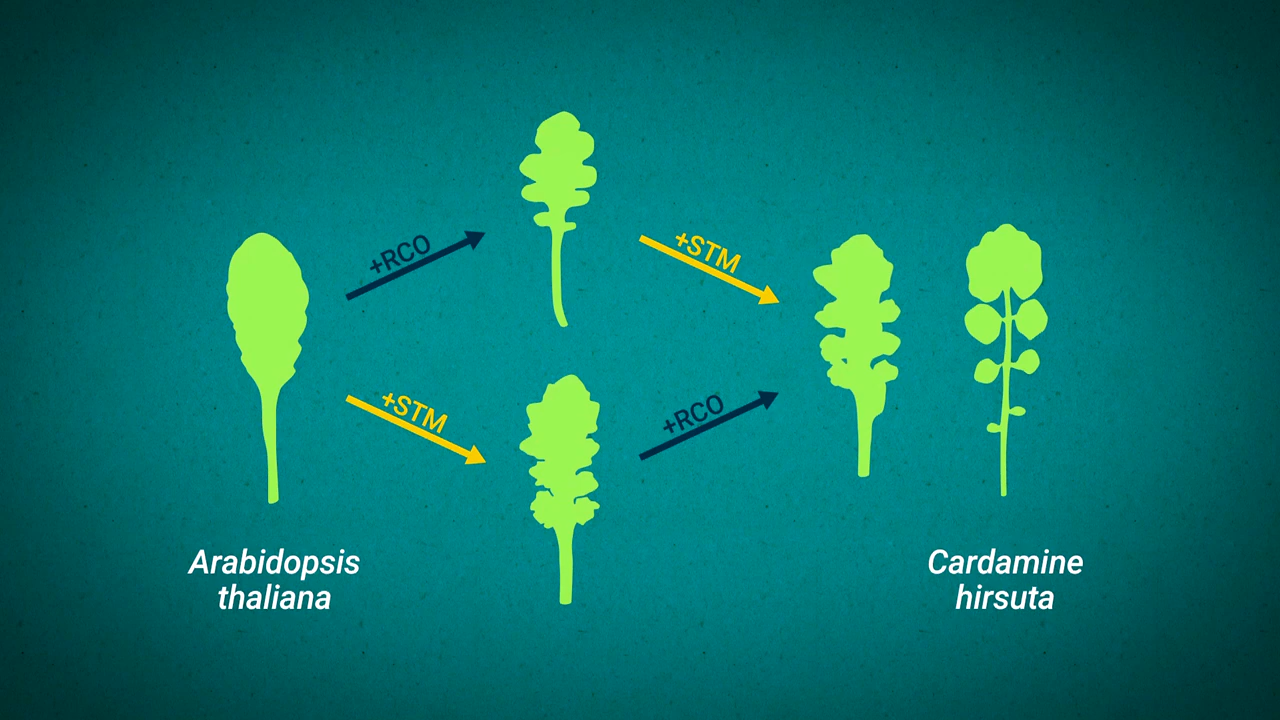 +RCO
+STM
+STM
+RCO
Arabidopsis
thaliana
Cardamine
hirsuta